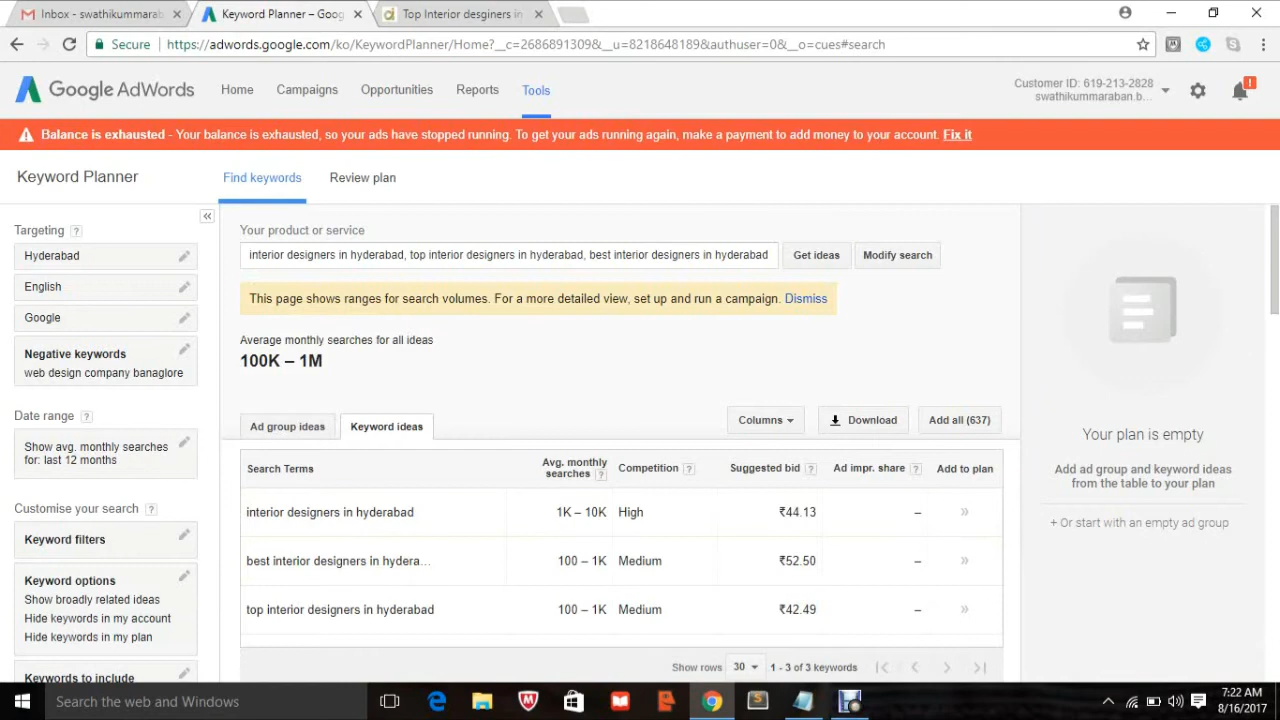 Inbox - swathikummarab
Keyword Planner – Goog
Top Interior desginers in
Secure
https://adwords.google.com/ko/KeywordPlanner/Home?__c=2686891309&__u=8218648189&authuser=0&__o=cues#search
Google AdWords
Home
Campaigns
Opportunities
Reports
Tools
Customer ID: 619-213-2828
swathikummaraban.b...
!
Balance is exhausted - Your balance is exhausted, so your ads have stopped running. To get your ads running again, make a payment to add money to your account. Fix it
Keyword Planner
Find keywords
Review plan
Targeting ?
Hyderabad
English
Google
Negative keywords
web design company banaglore
Date range ?
Show avg. monthly searches
for: last 12 months
Customise your search ?
Keyword filters
Keyword options
Show broadly related ideas
Hide keywords in my account
Hide keywords in my plan
Keywords to include
Your product or service
interior designers in hyderabad, top interior designers in hyderabad, best interior designers in hyderabad
Get ideas
Modify search
This page shows ranges for search volumes. For a more detailed view, set up and run a campaign. Dismiss
Average monthly searches for all ideas
100K – 1M
Ad group ideas
Keyword ideas
Columns
Download
Add all (637)
Search Terms
Avg. monthly
searches ?
Competition ?
Suggested bid ?
Ad impr. share ?
Add to plan
interior designers in hyderabad 1K – 10K High ₹44.13 – »
best interior designers in hydera... 100 – 1K Medium ₹52.50 – »
top interior designers in hyderabad 100 – 1K Medium ₹42.49 – »
Show rows 30 1 - 3 of 3 keywords
Your plan is empty
Add ad group and keyword ideas
from the table to your plan
+ Or start with an empty ad group
Search the web and Windows
7:22 AM
8/16/2017